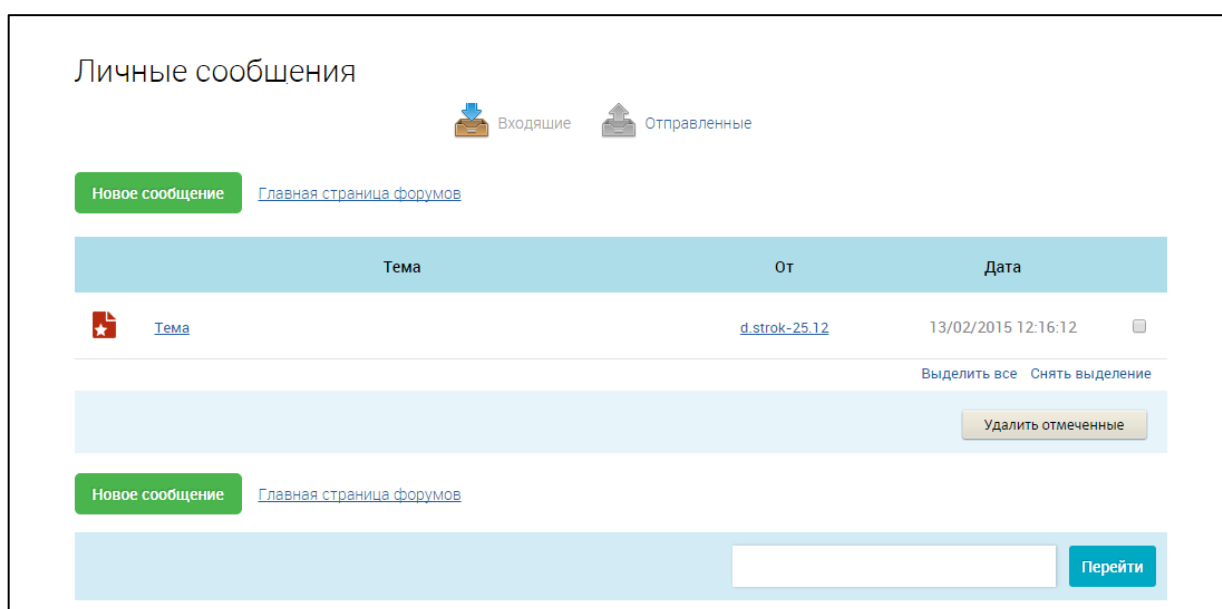 Личные сообщения
Входящие Отправленные
Новое сообщение Главная страница форумов
Тема От Дата
Тема d.strok-25.12 13/02/2015 12:16:12
Выделить все Снять выделение
Удалить отмеченные
Новое сообщение Главная страница форумов
Перейти